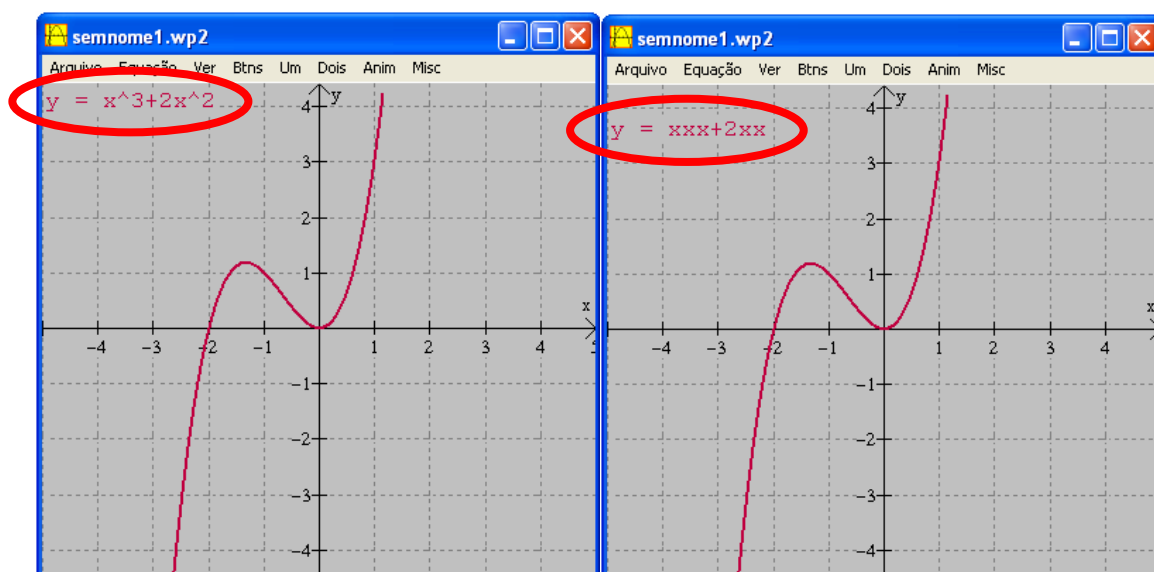 semnome1.wp2
Arquivo Equação Ver Btns Um Dois Anim Misc
y = x^3+2x^2
y
4
3
2
1
x
-4 -3 -2 -1 1 2 3 4 5
-1
-2
-3
-4
semnome1.wp2
Arquivo Equação Ver Btns Um Dois Anim Misc
y = xxx+2xx
y
4
3
2
1
x
-4 -3 -2 -1 1 2 3 4
-1
-2
-3
-4